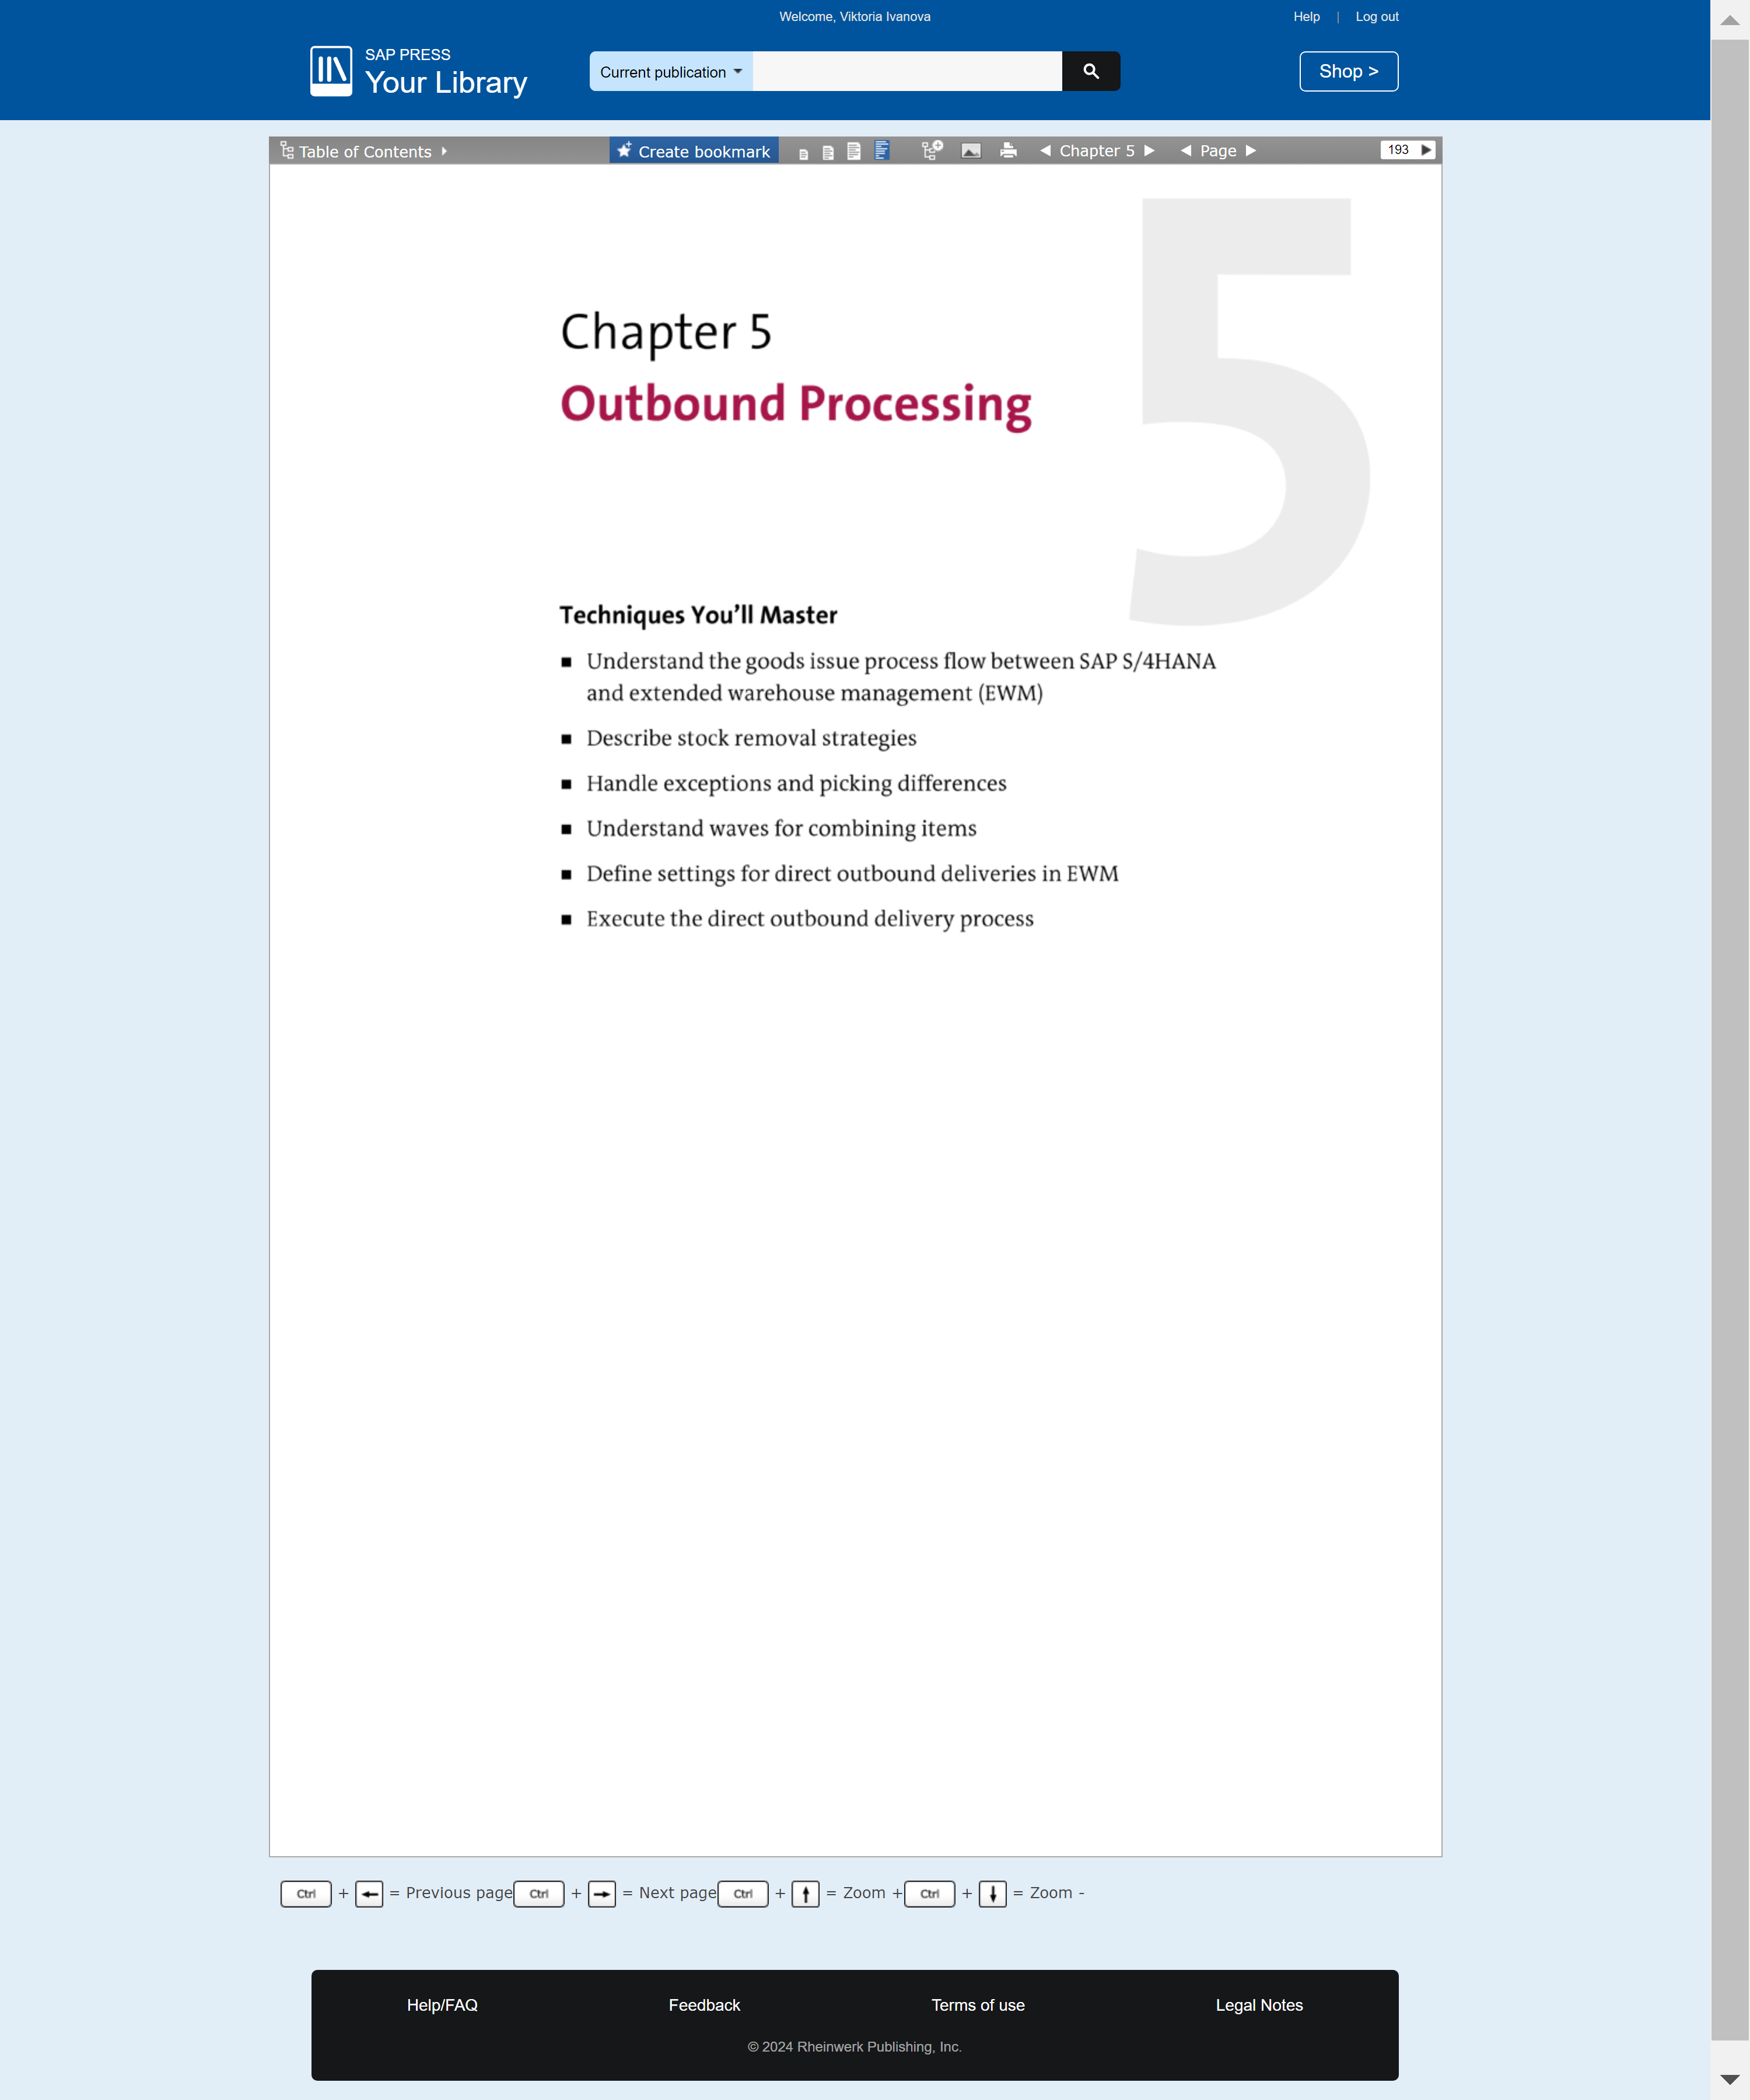 Welcome, Viktoria Ivanova
Help | Log out
SAP PRESS
Your Library
Current publication
Shop >
Table of Contents
Create bookmark
Chapter 5
Page
193
5
Chapter 5
Outbound Processing
Techniques You'll Master
■ Understand the goods issue process flow between SAP S/4HANA
and extended warehouse management (EWM)
■ Describe stock removal strategies
■ Handle exceptions and picking differences
■ Understand waves for combining items
■ Define settings for direct outbound deliveries in EWM
■ Execute the direct outbound delivery process
Ctrl + ← = Previous page Ctrl + → = Next page Ctrl + ↑ = Zoom + Ctrl + ↓ = Zoom -
Help/FAQ Feedback Terms of use Legal Notes
© 2024 Rheinwerk Publishing, Inc.